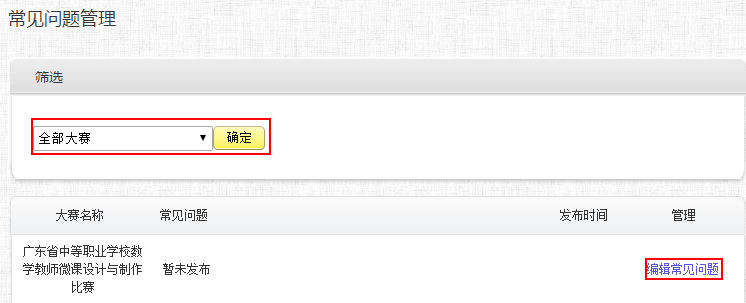 常见问题管理
筛选
全部大赛 确定
大赛名称 常见问题 发布时间 管理
广东省中等职业学校数
学教师微课设计与制作 暂未发布 编辑常见问题
比赛